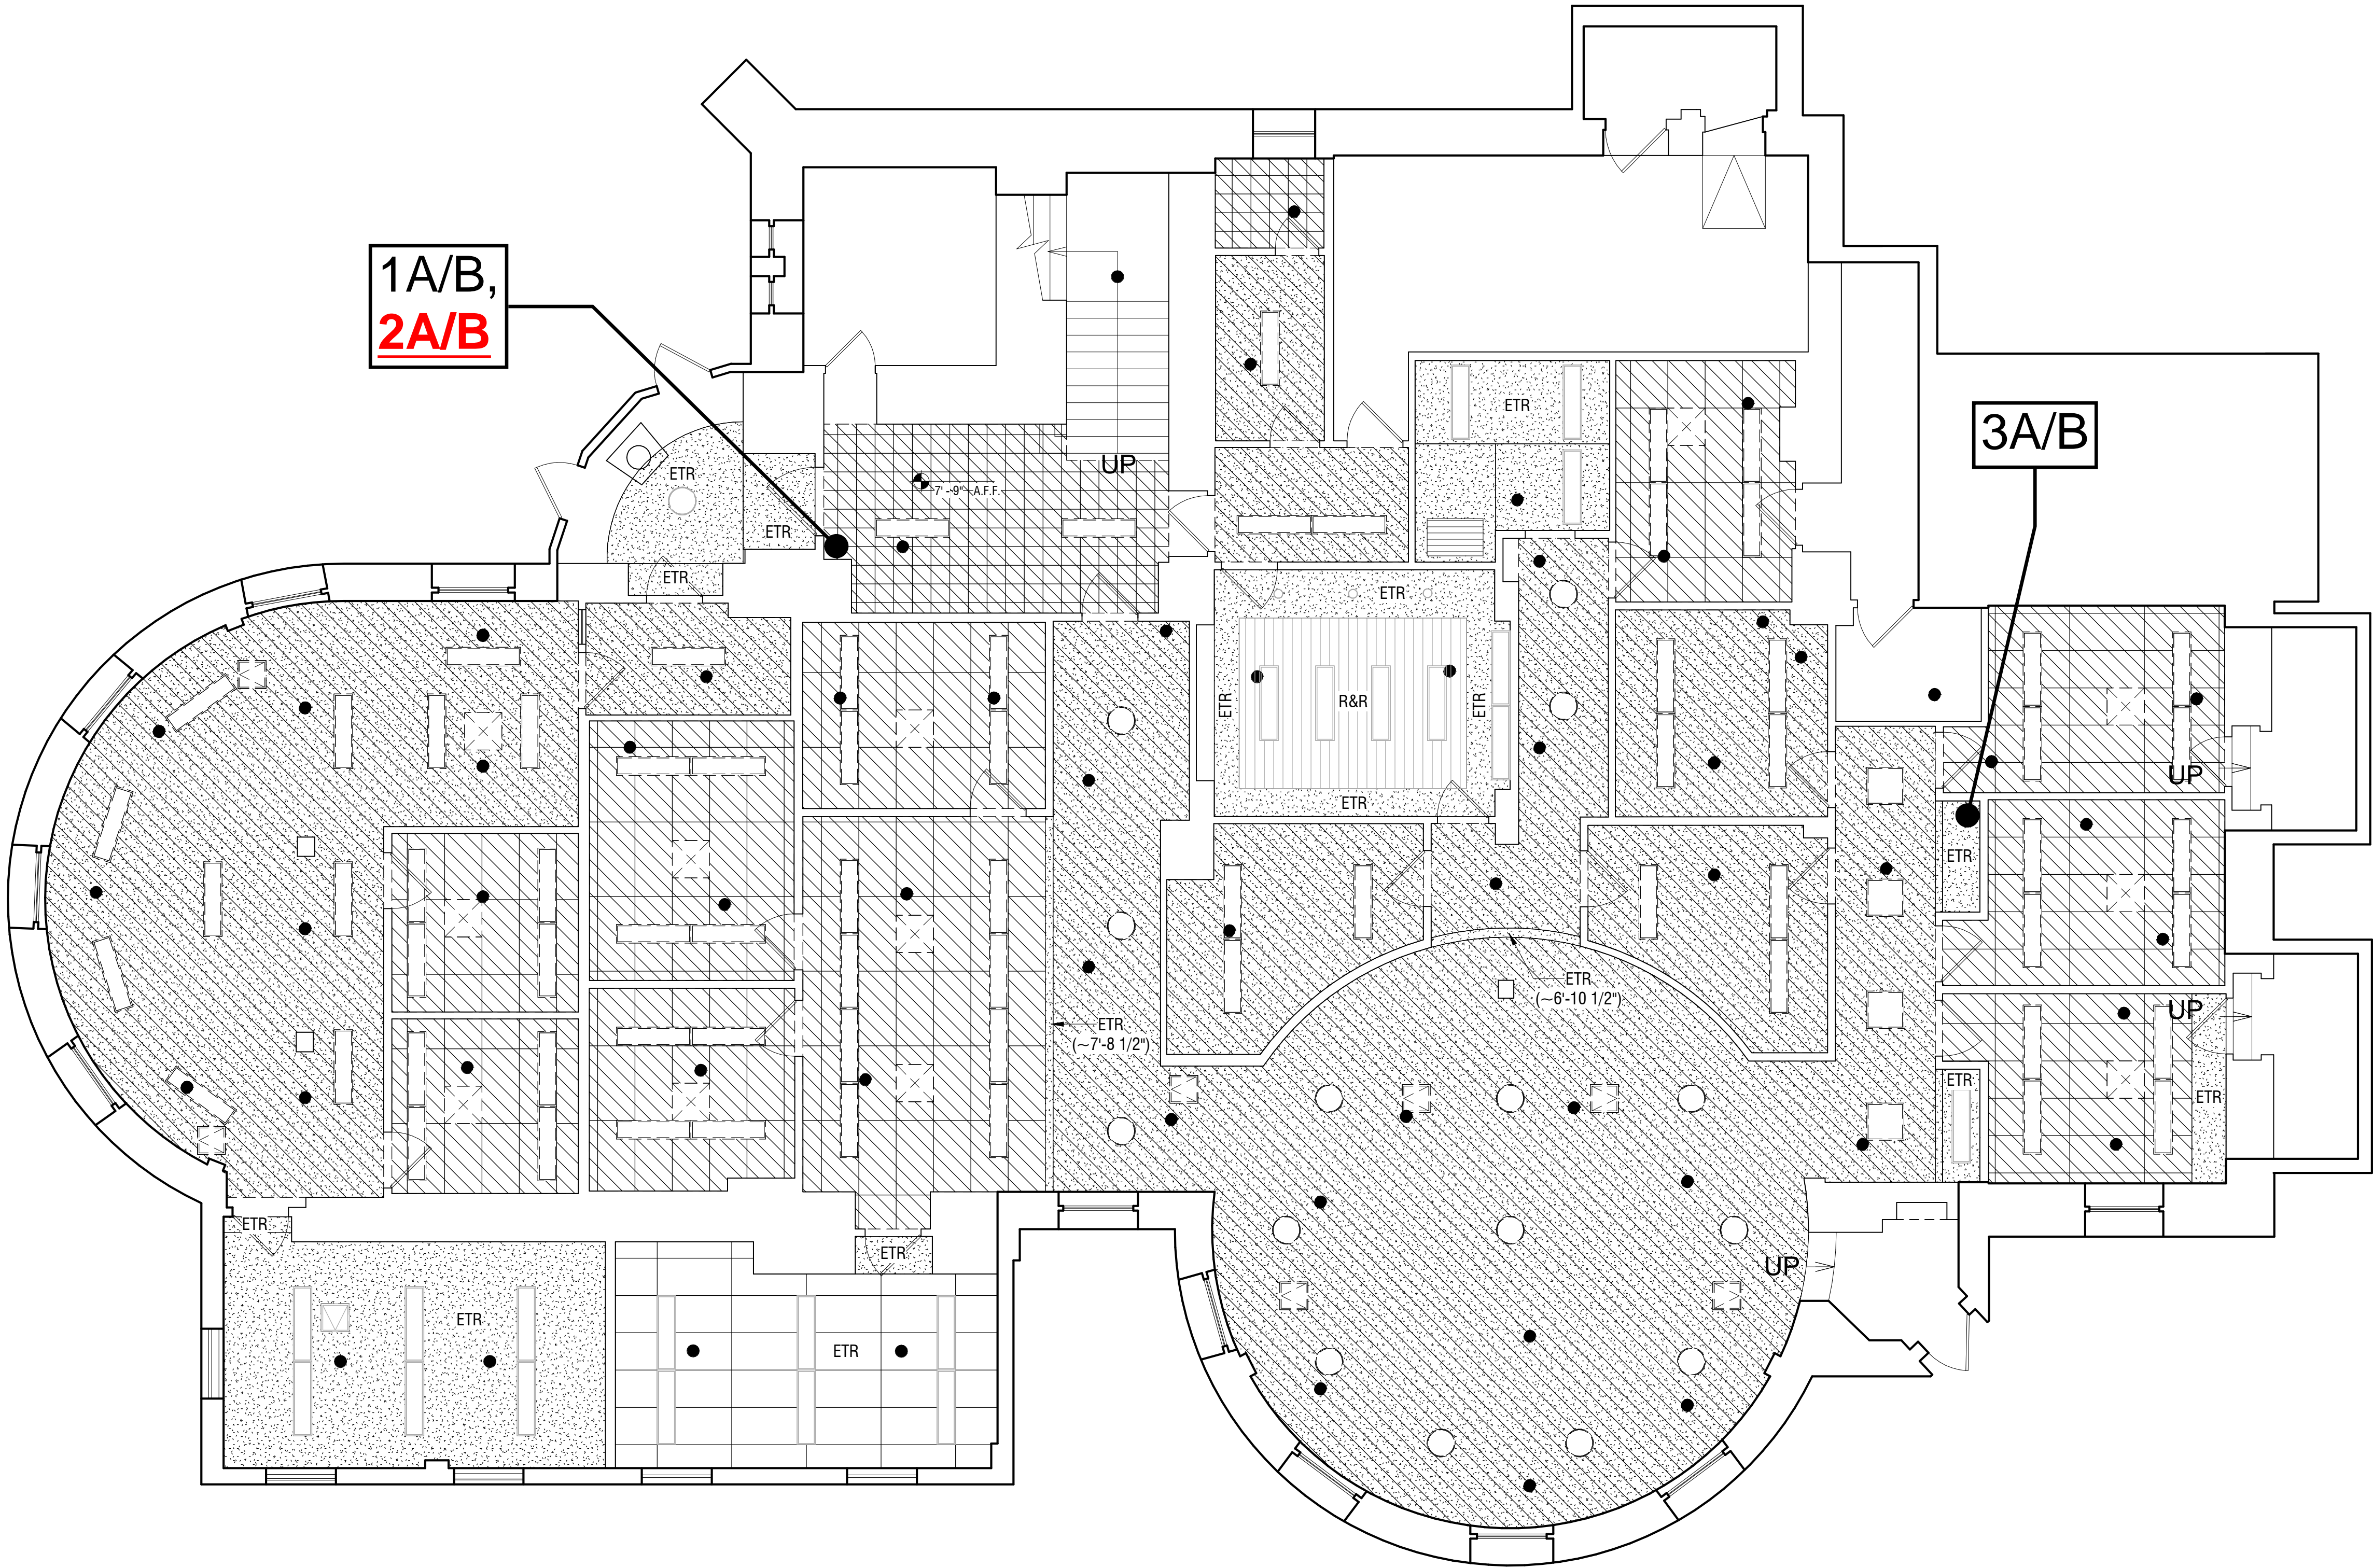 1A/B,
2A/B
3A/B
ETR
UP
7' - 9" A.F.F.
ETR
ETR
ETR
ETR
ETR
R&R
ETR
ETR
UP
ETR
ETR
(~6'-10 1/2")
ETR
(~7'-8 1/2")
UP
ETR
ETR
ETR
ETR
UP
ETR
ETR